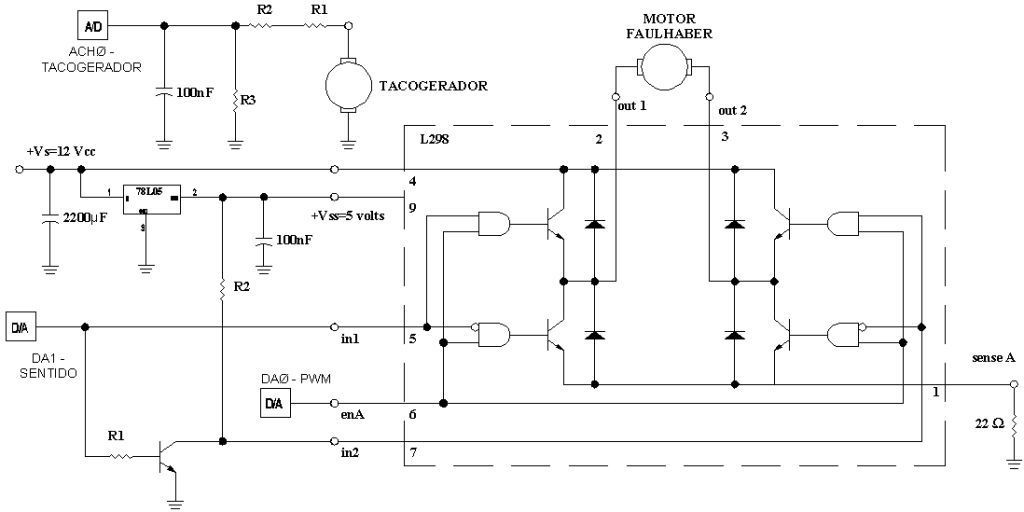 A/D
ACHØ -
TACOGERADOR
R2
R1
100nF
R3
TACOGERADOR
MOTOR
FAULHABER
out 1
out 2
L298
2
3
+Vs=12 Vcc
4
1
78L05
2
9
+Vss=5 volts
2200µF
3
100nF
R2
D/A
DA1 -
SENTIDO
in1
5
DAØ - PWM
D/A
enA
6
sense A
1
22 Ω
R1
in2
7